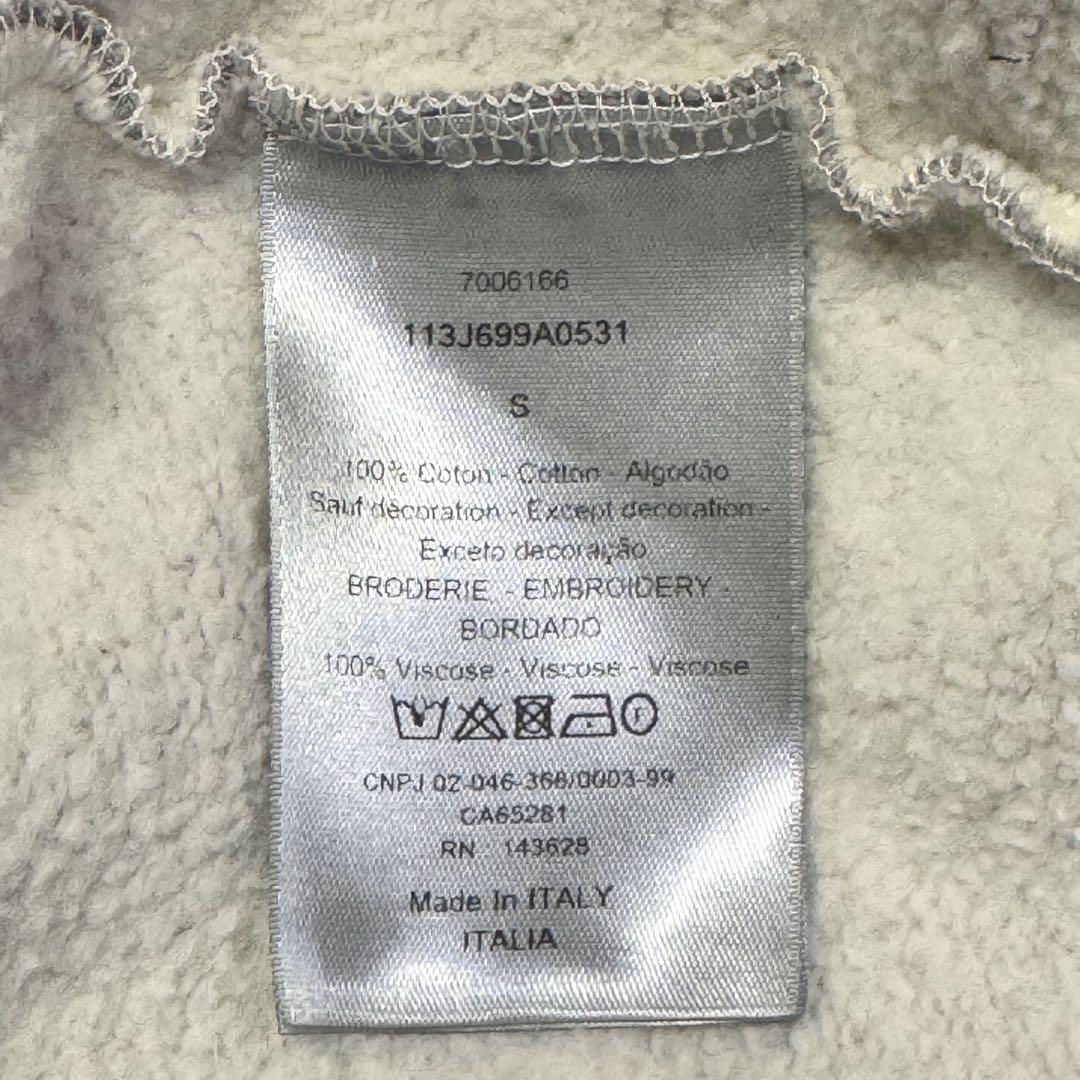 7006166
113J699A0531
S
100% Coton - Cotton - Algodão
Sauf décoration - Except decoration -
Exceto decoração
BRODERIE - EMBROIDERY -
BORDADO
100% Viscose - Viscose - Viscose
CNPJ 02-046-368/0003-99
CA65281
RN 143628
Made In ITALY
ITALIA